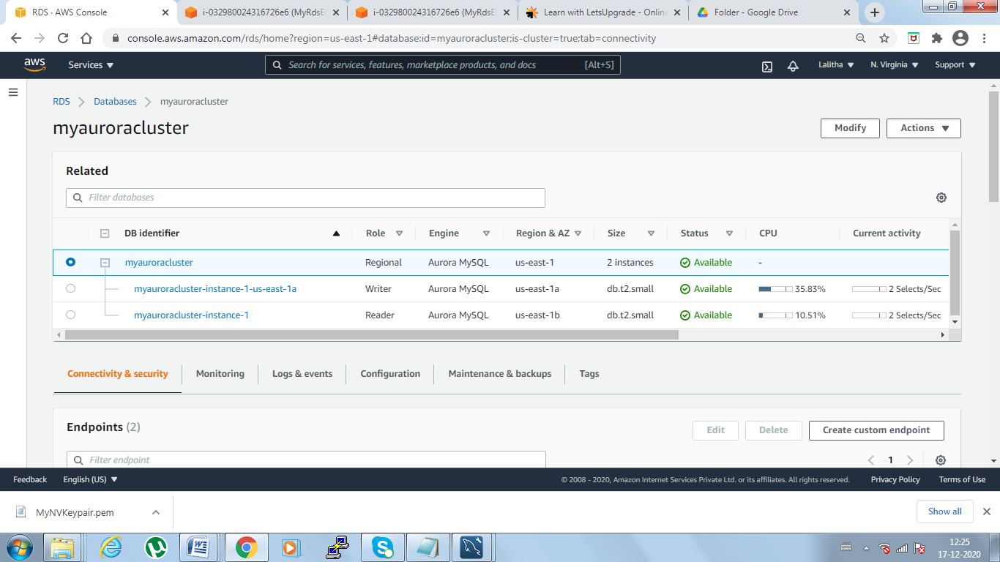 RDS · AWS Console
i-032980024316726e6 (MyRdsE
i-032980024316726e6 (MyRdsE
Learn with LetsUpgrade - Online
Folder - Google Drive
console.aws.amazon.com/rds/home?region=us-east-1#database:id=myauroracluster;is-cluster=true;tab=connectivity
aws Services Search for services, features, marketplace products, and docs [Alt+S] Lalitha N. Virginia Support
RDS Databases myauroracluster
myauroracluster Modify Actions
Related
Filter databases
DB identifier Role Engine Region & AZ Size Status CPU Current activity
myauroracluster Regional Aurora MySQL us-east-1 2 instances Available -
myauroracluster-instance-1-us-east-1a Writer Aurora MySQL us-east-1a db.t2.small Available 35.83% 2 Selects/Sec
myauroracluster-instance-1 Reader Aurora MySQL us-east-1b db.t2.small Available 10.51% 2 Selects/Sec
Connectivity & security Monitoring Logs & events Configuration Maintenance & backups Tags
Endpoints (2) Edit Delete Create custom endpoint
Filter endpoint 1
Feedback English (US) © 2008 - 2020, Amazon Internet Services Private Ltd. or its affiliates. All rights reserved. Privacy Policy Terms of Use
MyNVKeypair.pem Show all
12:25
17-12-2020